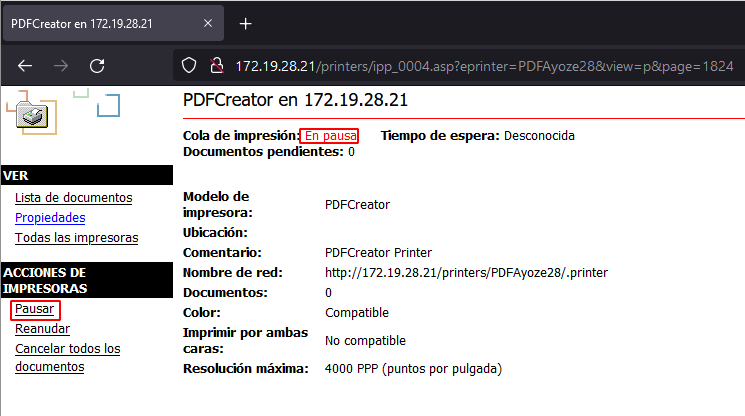 PDFCreator en 172.19.28.21
172.19.28.21/printers/ipp_0004.asp?eprinter=PDFAyoze28&view=p&page=1824
PDFCreator en 172.19.28.21
Cola de impresión: En pausa Tiempo de espera: Desconocida
Documentos pendientes: 0
VER
Lista de documentos
Propiedades
Todas las impresoras
ACCIONES DE
IMPRESORAS
Pausar
Reanudar
Cancelar todos los
documentos
Modelo de
impresora: PDFCreator
Ubicación:
Comentario: PDFCreator Printer
Nombre de red: http://172.19.28.21/printers/PDFAyoze28/.printer
Documentos: 0
Color: Compatible
Imprimir por ambas
caras: No compatible
Resolución máxima: 4000 PPP (puntos por pulgada)